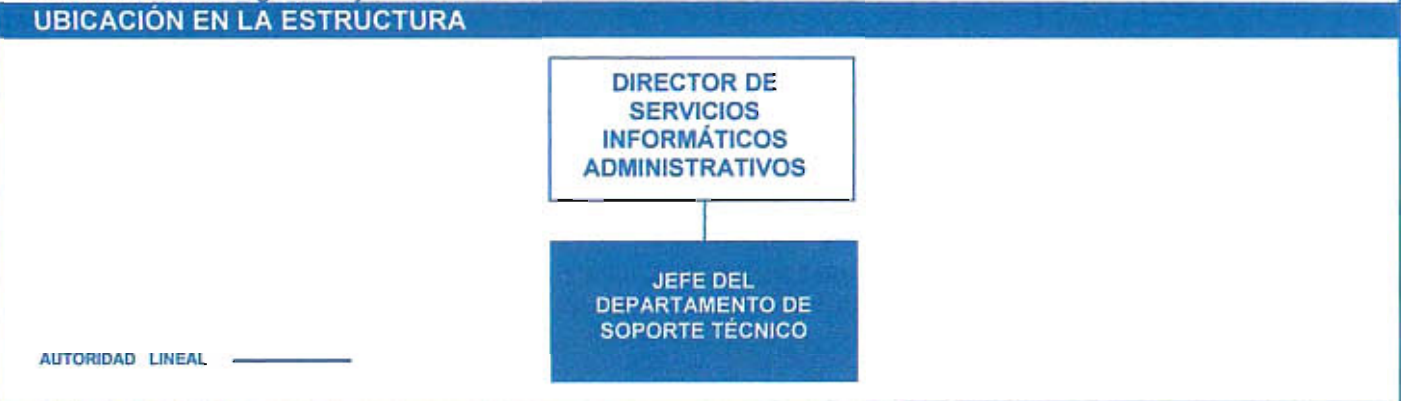 UBICACIÓN EN LA ESTRUCTURA
DIRECTOR DE
SERVICIOS
INFORMÁTICOS
ADMINISTRATIVOS
JEFE DEL
DEPARTAMENTO DE
SOPORTE TÉCNICO
AUTORIDAD LINEAL